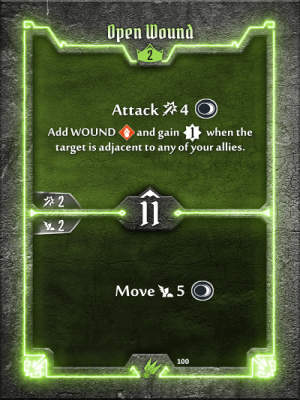 Open Wound
2
Attack 4
Add WOUND and gain 1 when the
target is adjacent to any of your allies.
2
11
2
Move 5
100